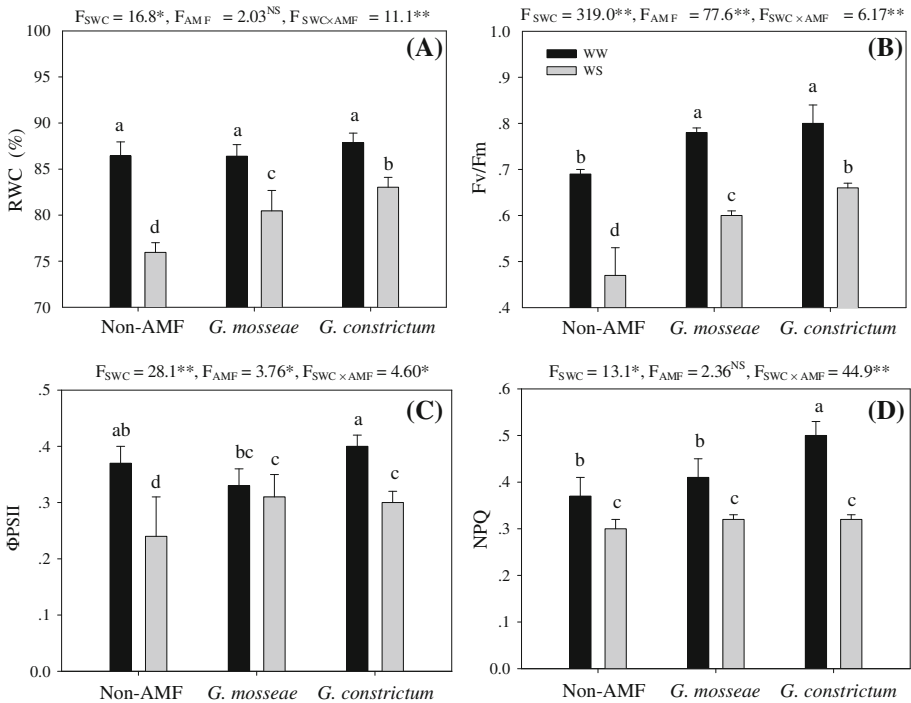 F_SWC = 16.8*, F_AMF = 2.03^NS, F_SWC×AMF = 11.1**
(A)
100
95
90
85
80
75
70
RWC (%)
a
d
a
c
a
b
Non-AMF G. mosseae G. constrictum
F_SWC = 319.0**, F_AMF = 77.6**, F_SWC×AMF = 6.17**
(B)
WW
WS
1.0
.9
.8
.7
.6
.5
.4
Fv/Fm
b
d
a
c
a
b
Non-AMF G. mosseae G. constrictum
F_SWC = 28.1**, F_AMF = 3.76*, F_SWC×AMF = 4.60*
(C)
.5
.4
.3
.2
.1
0.0
ΦPSII
ab
d
bc
c
a
c
Non-AMF G. mosseae G. constrictum
F_SWC = 13.1*, F_AMF = 2.36^NS, F_SWC×AMF = 44.9**
(D)
.6
.5
.4
.3
.2
.1
0.0
NPQ
b
c
b
c
a
c
Non-AMF G. mosseae G. constrictum